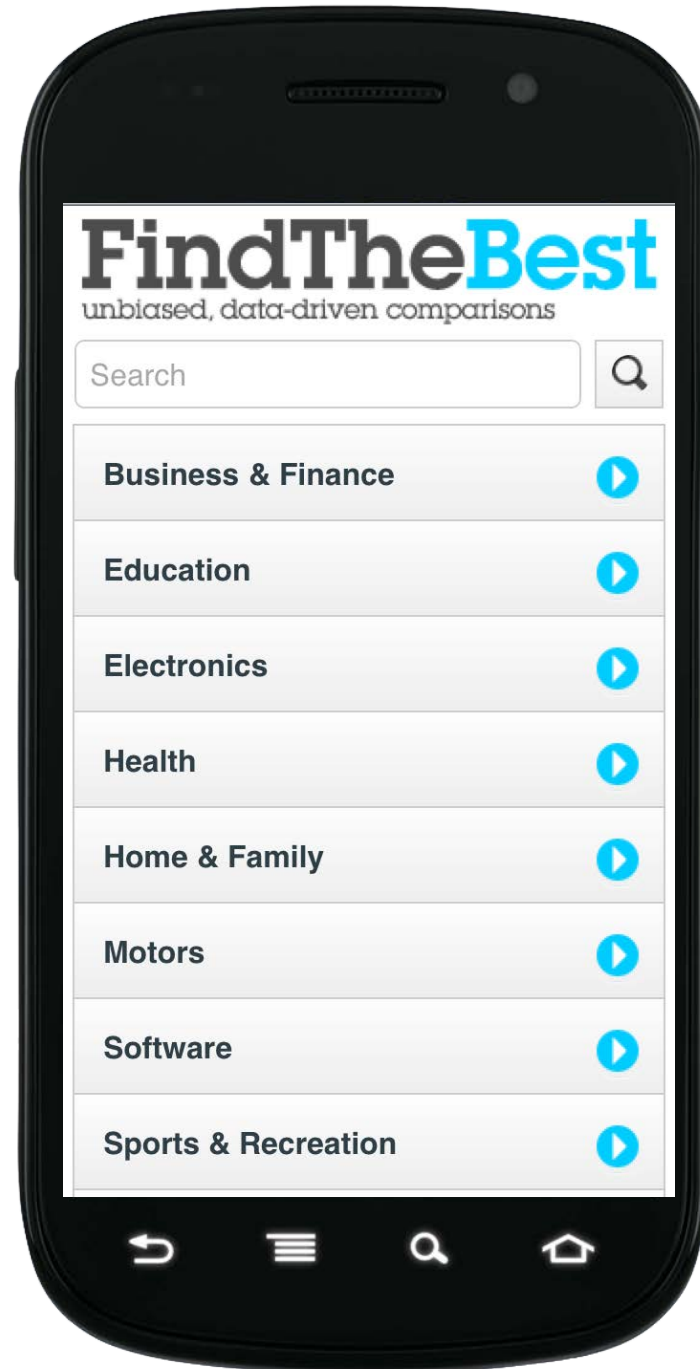 FindTheBest
unbiased, data-driven comparisons
Search
Business & Finance
Education
Electronics
Health
Home & Family
Motors
Software
Sports & Recreation